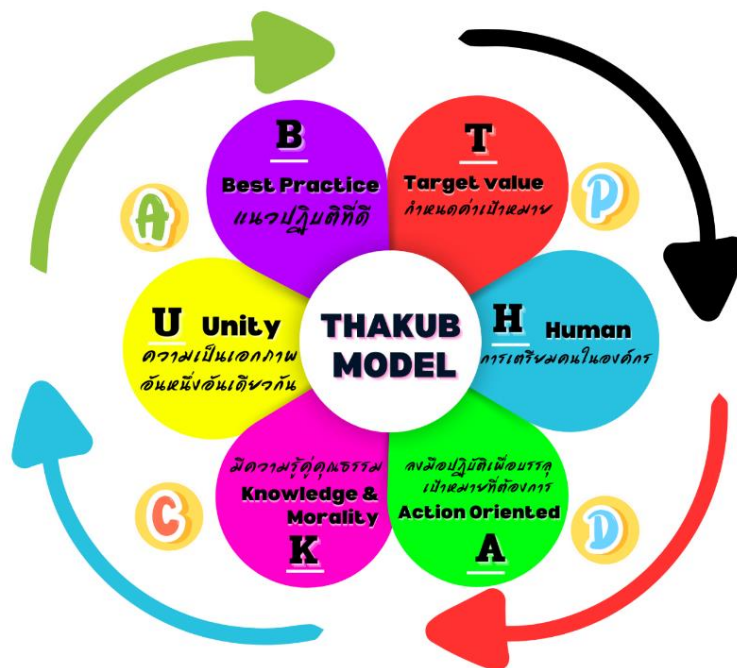 THAKUB
MODEL
T
Target value
กำหนดค่าเป้าหมาย
P
H Human
การเตรียมคนในองค์กร
ลงมือปฏิบัติเพื่อบรรลุ
เป้าหมายที่ต้องการ
Action Oriented
A
D
มีความรู้คู่คุณธรรม
Knowledge &
Morality
K
C
U Unity
ความเป็นเอกภาพ
อันหนึ่งอันเดียวกัน
A
B
Best Practice
แนวปฏิบัติที่ดี